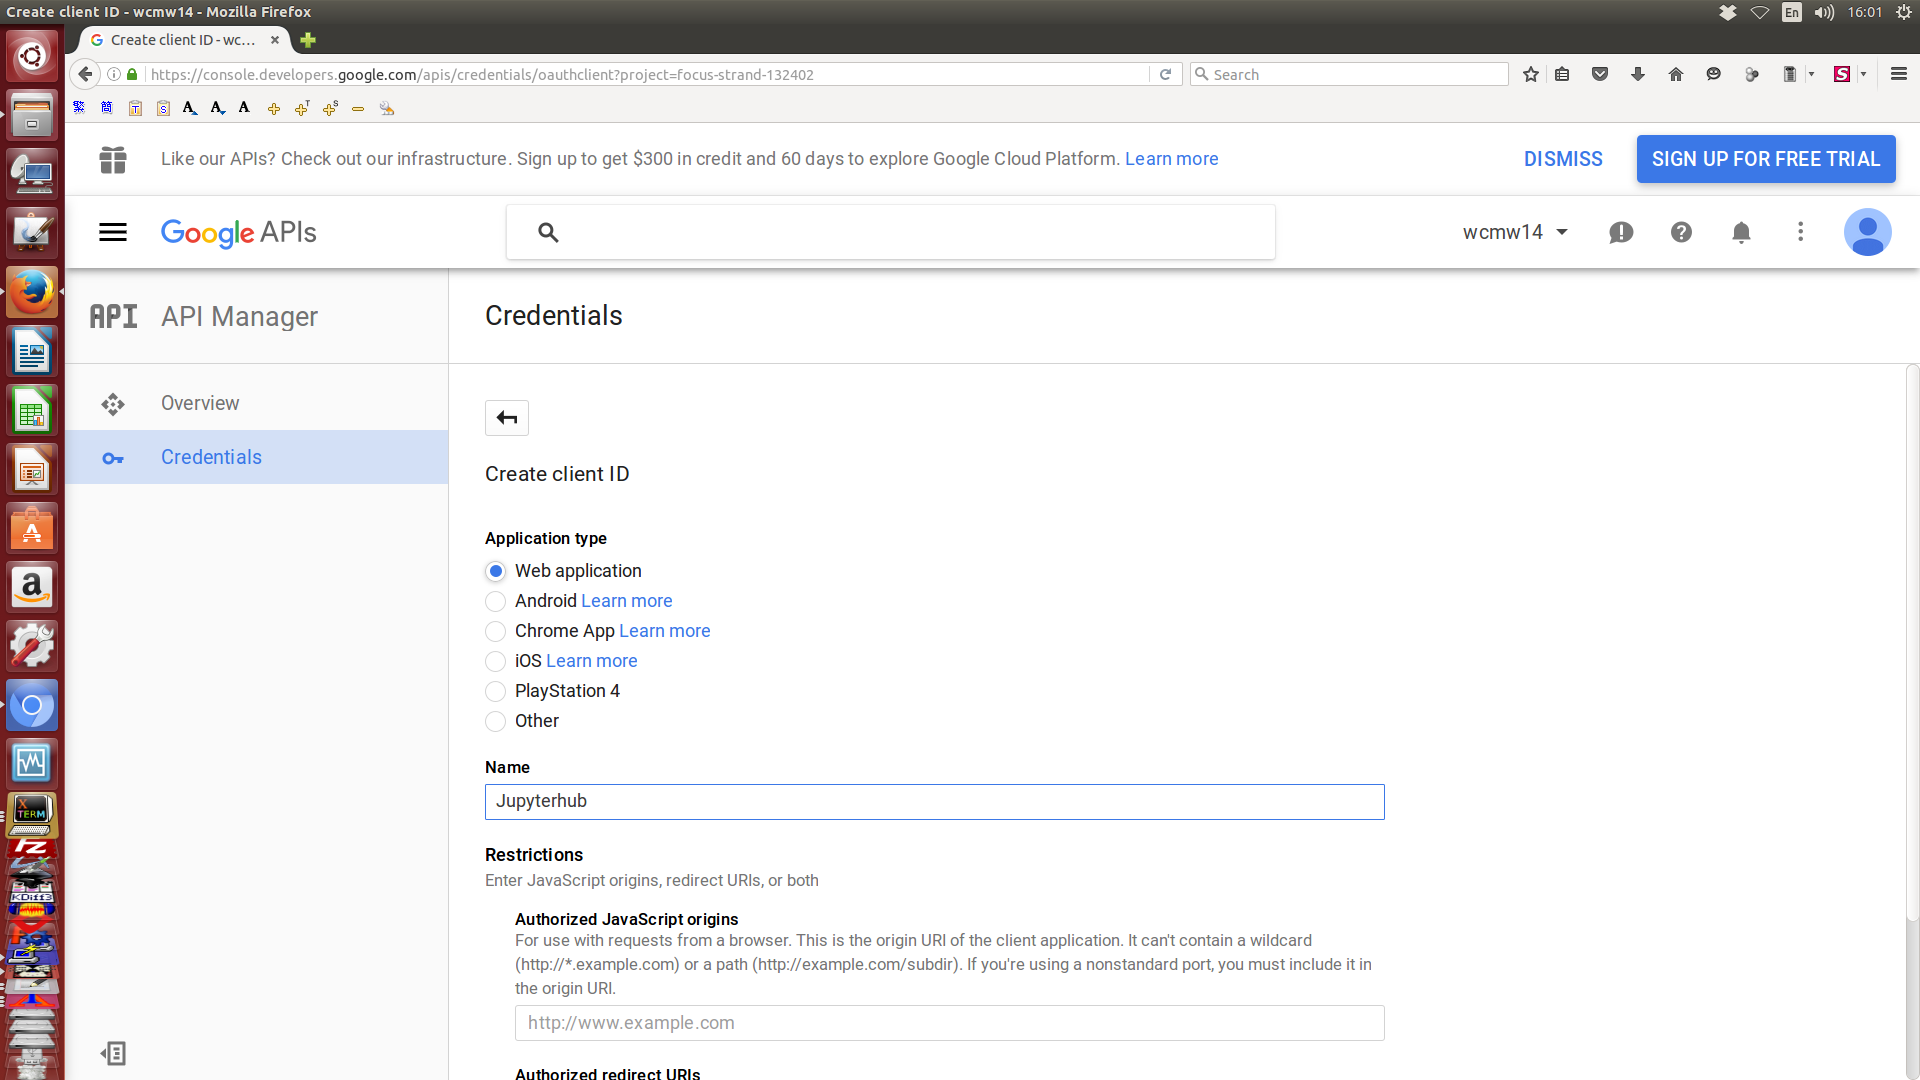 Create client ID - wcmw14 - Mozilla Firefox
En
16:01
Create client ID - wc...
https://console.developers.google.com/apis/credentials/oauthclient?project=focus-strand-132402
Search
繁 簡 T S A A A T S
Like our APIs? Check out our infrastructure. Sign up to get $300 in credit and 60 days to explore Google Cloud Platform. Learn more
DISMISS
SIGN UP FOR FREE TRIAL
Google APIs
wcmw14
API API Manager
Credentials
Overview
Credentials
Create client ID
Application type
Web application
Android Learn more
Chrome App Learn more
iOS Learn more
PlayStation 4
Other
Name
Jupyterhub
Restrictions
Enter JavaScript origins, redirect URIs, or both
Authorized JavaScript origins
For use with requests from a browser. This is the origin URI of the client application. It can't contain a wildcard
(http://*.example.com) or a path (http://example.com/subdir). If you're using a nonstandard port, you must include it in
the origin URI.
http://www.example.com
Authorized redirect URIs
X
TERM
FZ
KDiff3